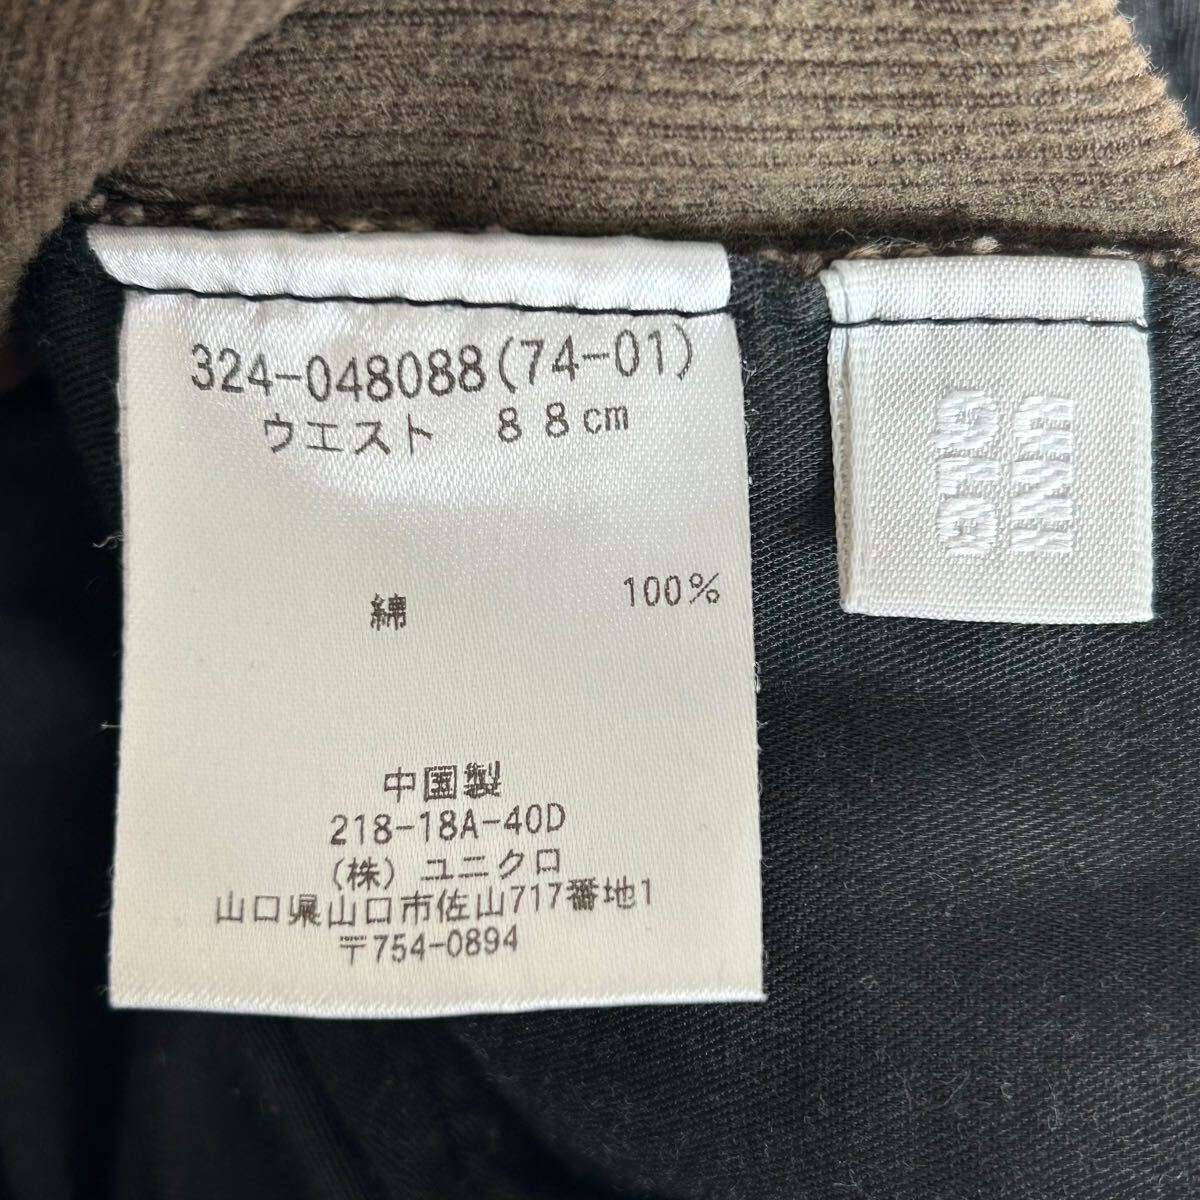 324-048088(74-01)
ウエスト 88cm
綿 100%
中国製
218-18A-40D
(株)ユニクロ
山口県山口市佐山717番地1
〒754-0894